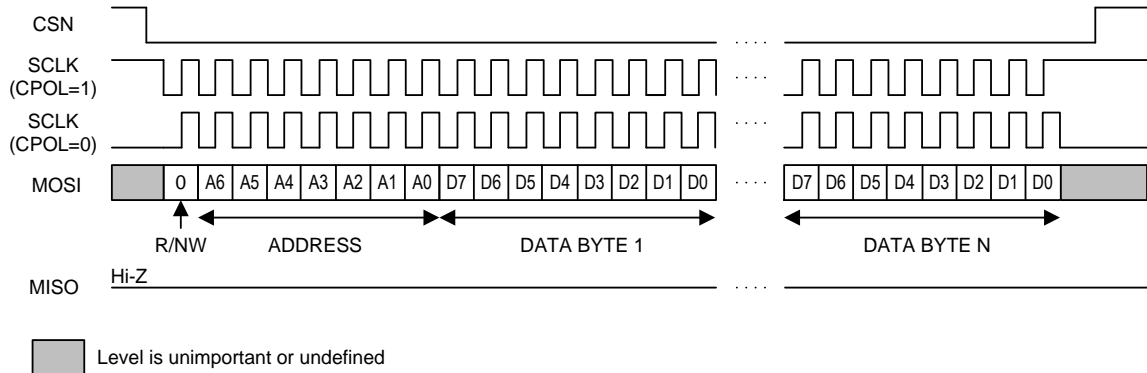 CSN
SCLK
(CPOL=1)
SCLK
(CPOL=0)
MOSI 0 A6 A5 A4 A3 A2 A1 A0 D7 D6 D5 D4 D3 D2 D1 D0 D7 D6 D5 D4 D3 D2 D1 D0
R/NW ADDRESS DATA BYTE 1 DATA BYTE N
Hi-Z
MISO
Level is unimportant or undefined